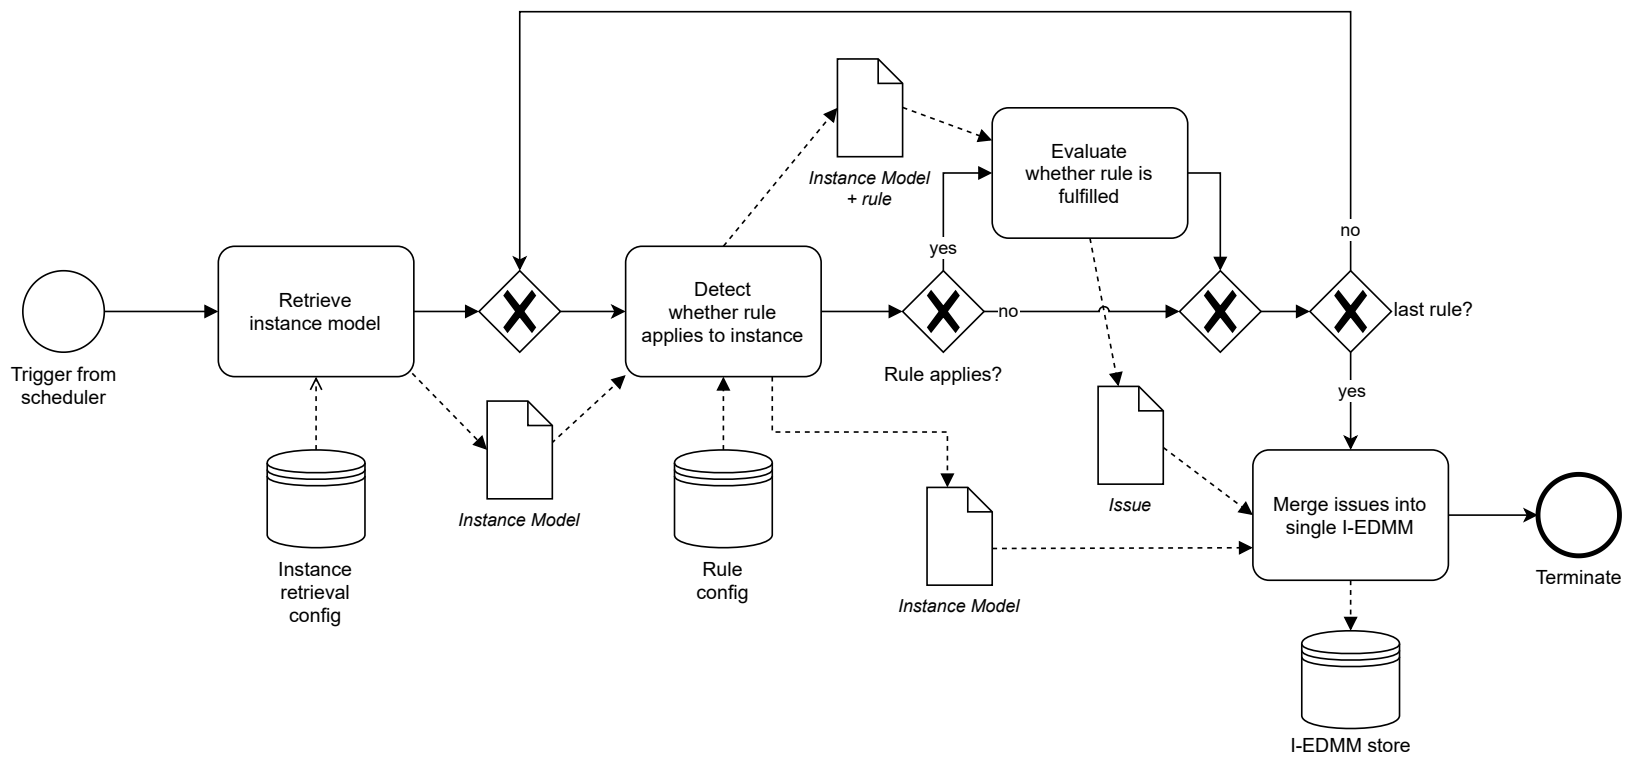 Instance Model
+ rule
Evaluate
whether rule is
fulfilled
yes
no
Retrieve
instance model
Detect
whether rule
applies to instance
no
last rule?
Trigger from
scheduler
Rule applies?
yes
Instance Model
Issue
Merge issues into
single I-EDMM
Instance
retrieval
config
Rule
config
Instance Model
Terminate
I-EDMM store